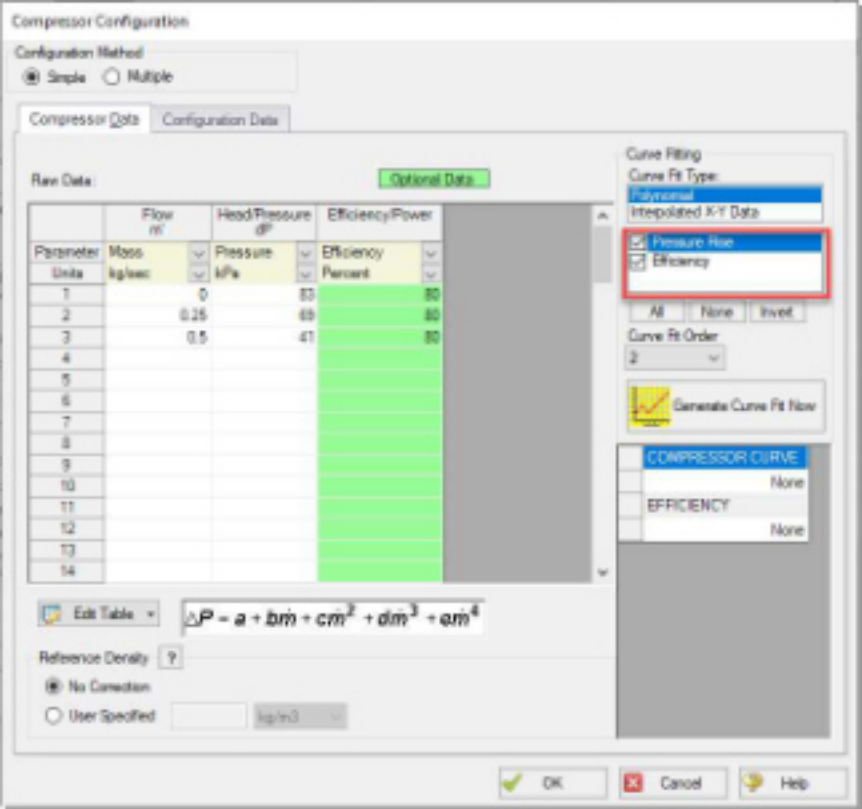 Compressor Configuration
Configuration Method
Simple Multiple
Compressor Data Configuration Data
Raw Data: Optional Data
Flow Head/Pressure Efficiency/Power
ṁ dP
Parameter Mass Pressure Efficiency
Units kg/sec kPa Percent
1 0 83 80
2 0.25 69 80
3 0.5 41 80
4
5
6
7
8
9
10
11
12
13
14
Edit Table
△P = a + bṁ + cṁ² + dṁ³ + eṁ⁴
Reference Density ?
No Correction
User Specified kg/m3
Curve Fitting
Curve Fit Type:
Polynomial
Interpolated X-Y Data
Pressure Rise
Efficiency
All None Invert
Curve Fit Order
2
Generate Curve Fit Now
COMPRESSOR CURVE
None
EFFICIENCY
None
OK Cancel Help